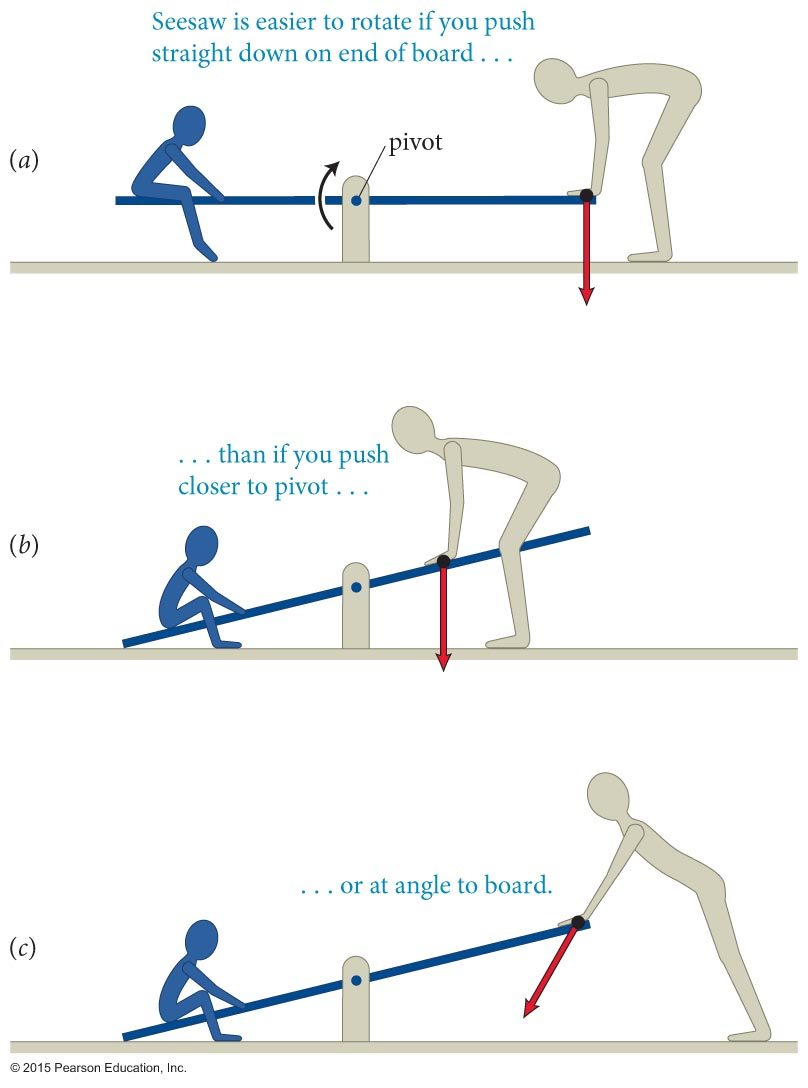 Seesaw is easier to rotate if you push
straight down on end of board . . .
(a)
pivot
. . . than if you push
closer to pivot . . .
(b)
. . . or at angle to board.
(c)
© 2015 Pearson Education, Inc.